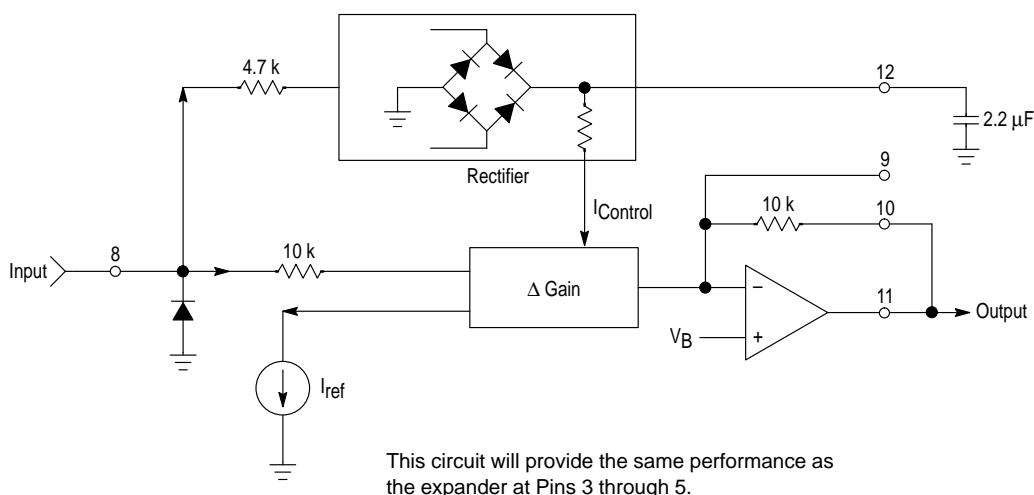 4.7 k
12
2.2 μF
Rectifier
9
IControl
10 k
10
8
10 k
Input
Δ Gain
−
11
Output
VB
+
Iref
This circuit will provide the same performance as
the expander at Pins 3 through 5.